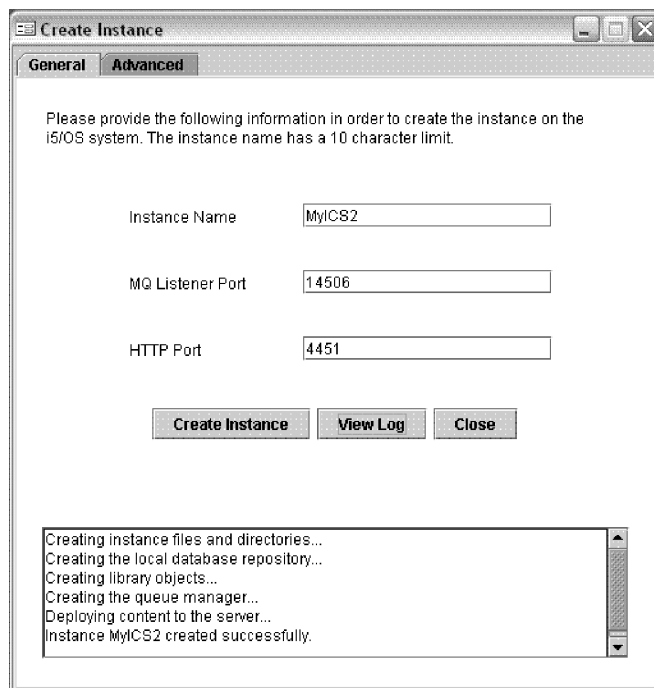 Create Instance
General Advanced
Please provide the following information in order to create the instance on the
i5/OS system. The instance name has a 10 character limit.
Instance Name MyICS2
MQ Listener Port 14506
HTTP Port 4451
Create Instance View Log Close
Creating instance files and directories...
Creating the local database repository...
Creating library objects...
Creating the queue manager...
Deploying content to the server...
Instance MyICS2 created successfully.